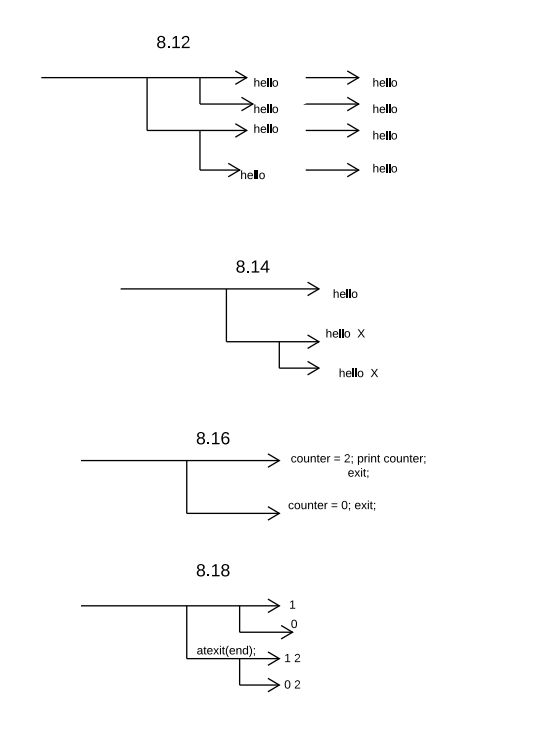 8.12
hello hello
hello hello
hello hello
hello hello
8.14
hello
hello X
hello X
8.16
counter = 2; print counter;
exit;
counter = 0; exit;
8.18
1
0
atexit(end); 1 2
0 2